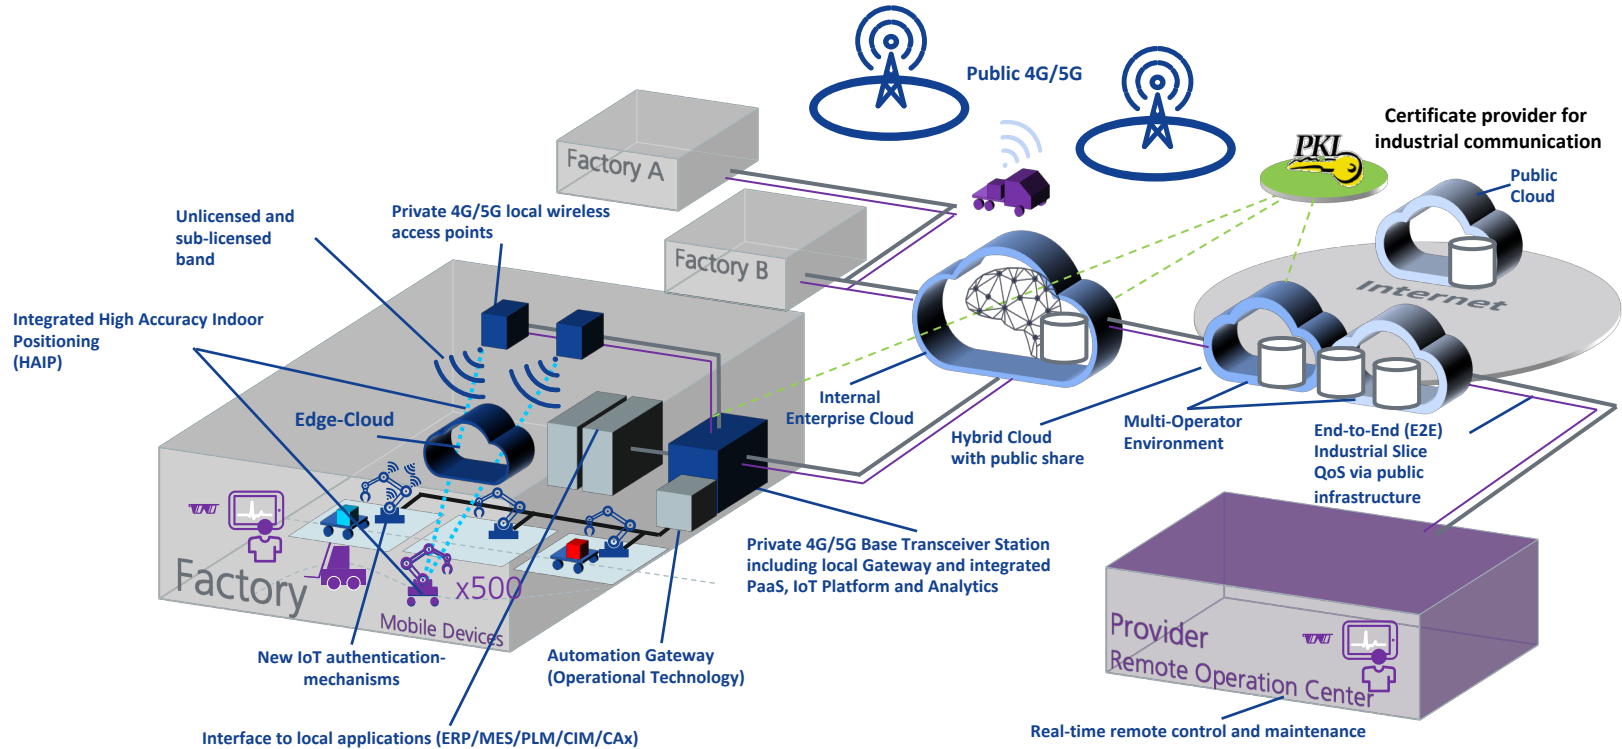 Public 4G/5G
Certificate provider for
industrial communication
PKI
Public
Cloud
Internet
Factory A
Factory B
Unlicensed and
sub-licensed
band
Private 4G/5G local wireless
access points
Integrated High Accuracy Indoor
Positioning
(HAIP)
Edge-Cloud
Internal
Enterprise Cloud
Hybrid Cloud
with public share
Multi-Operator
Environment
End-to-End (E2E)
Industrial Slice
QoS via public
infrastructure
Private 4G/5G Base Transceiver Station
including local Gateway and integrated
PaaS, IoT Platform and Analytics
Factory
x500
Mobile Devices
New IoT authentication-
mechanisms
Automation Gateway
(Operational Technology)
Interface to local applications (ERP/MES/PLM/CIM/CAx)
Provider
Remote Operation Center
Real-time remote control and maintenance